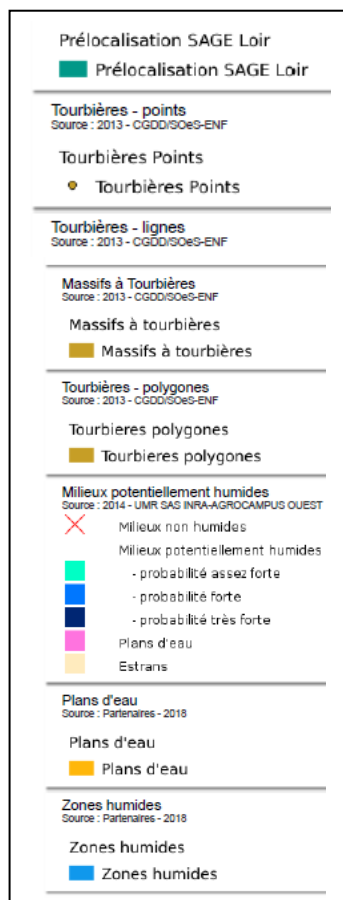 Prélocalisation SAGE Loir
Prélocalisation SAGE Loir
Tourbières - points
Source : 2013 - CGDD/SOeS-ENF
Tourbières Points
Tourbières Points
Tourbières - lignes
Source : 2013 - CGDD/SOeS-ENF
Massifs à Tourbières
Source : 2013 - CGDD/SOeS-ENF
Massifs à tourbières
Massifs à tourbières
Tourbières - polygones
Source : 2013 - CGDD/SOeS-ENF
Tourbieres polygones
Tourbieres polygones
Milieux potentiellement humides
Source : 2014 - UMR SAS INRA-AGROCAMPUS OUEST
Milieux non humides
Milieux potentiellement humides
- probabilité assez forte
- probabilité forte
- probabilité très forte
Plans d'eau
Estrans
Plans d'eau
Source : Partenaires - 2018
Plans d'eau
Plans d'eau
Zones humides
Source : Partenaires - 2018
Zones humides
Zones humides